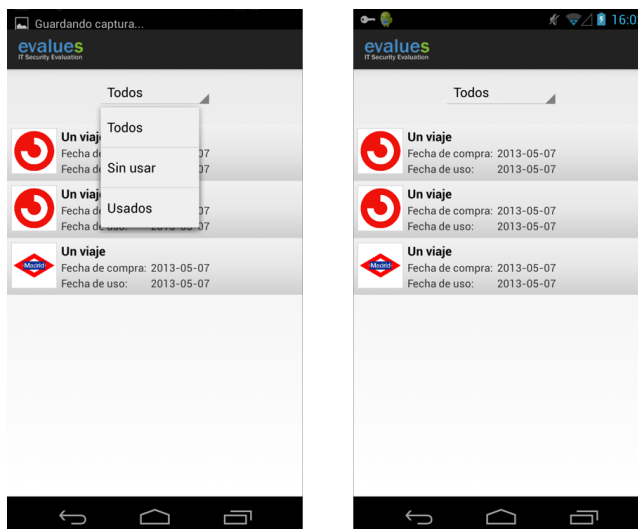 Guardando captura...
evalues
IT Security Evaluation
Todos
Todos
Sin usar
Usados
Un viaje
Fecha de 07
Fecha de 07
Un viaje
Fecha de 07
Fecha de uso: 2013-05-07
Un viaje
Fecha de compra: 2013-05-07
Fecha de uso: 2013-05-07
Madrid
16:0
evalues
IT Security Evaluation
Todos
Un viaje
Fecha de compra: 2013-05-07
Fecha de uso: 2013-05-07
Un viaje
Fecha de compra: 2013-05-07
Fecha de uso: 2013-05-07
Un viaje
Fecha de compra: 2013-05-07
Fecha de uso: 2013-05-07
Madrid